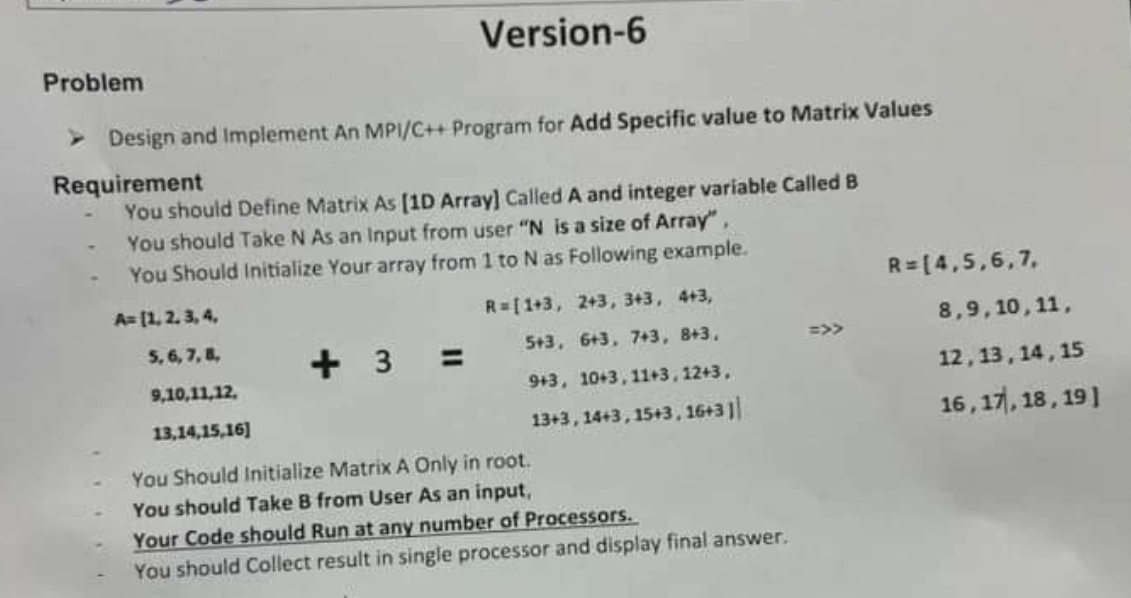 Version-6
Problem
➢ Design and Implement An MPI/C++ Program for Add Specific value to Matrix Values
Requirement
- You should Define Matrix As [1D Array] Called A and integer variable Called B
- You should Take N As an Input from user "N is a size of Array",
- You Should Initialize Your array from 1 to N as Following example.
A= [1, 2, 3, 4,
5, 6, 7, 8,
9,10,11,12,
13,14,15,16]
+ 3 =
R=[ 1+3, 2+3, 3+3, 4+3,
5+3, 6+3, 7+3, 8+3,
9+3, 10+3, 11+3, 12+3,
13+3, 14+3, 15+3, 16+3 ]
=>>
R=[ 4, 5, 6, 7,
8, 9, 10, 11,
12, 13, 14, 15
16, 17, 18, 19 ]
-
- You Should Initialize Matrix A Only in root.
- You should Take B from User As an input,
- Your Code should Run at any number of Processors.
- You should Collect result in single processor and display final answer.